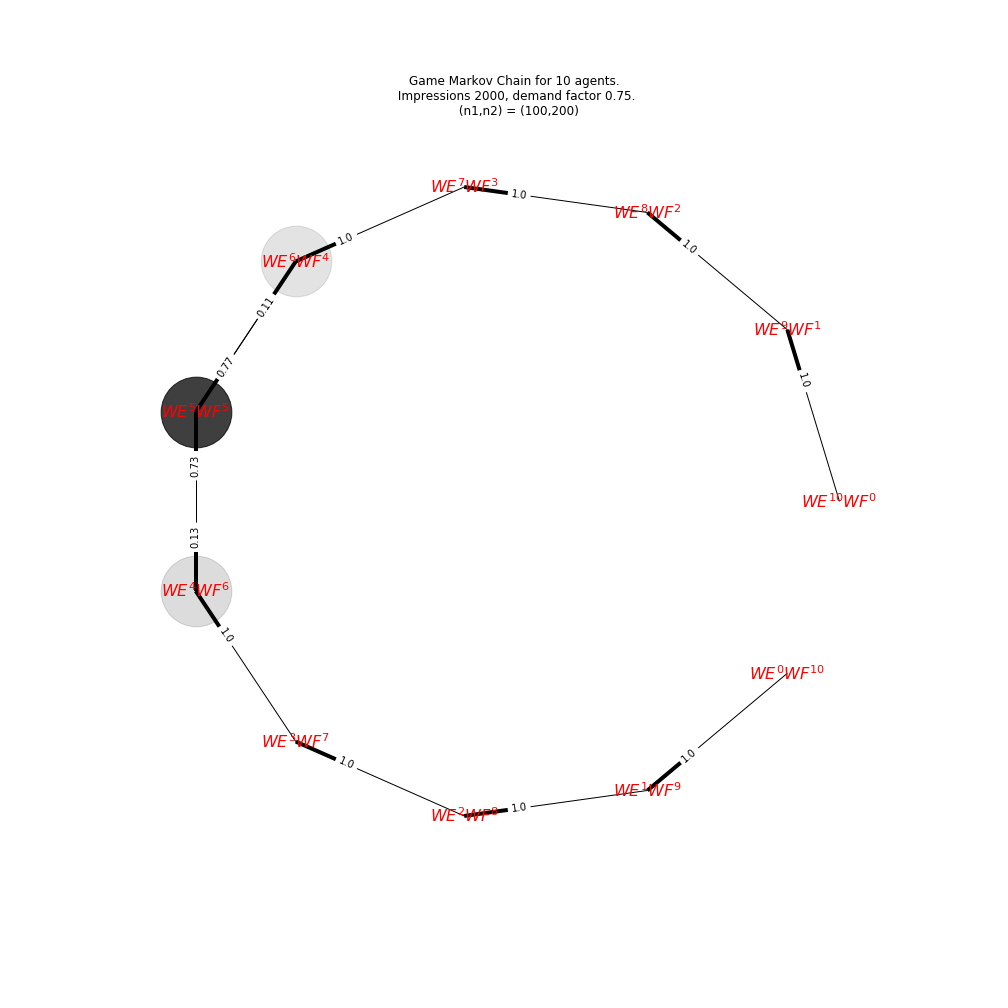 Game Markov Chain for 10 agents.
Impressions 2000, demand factor 0.75.
(n1,n2) = (100,200)
WE^7WF^3
1.0
WE^8WF^2
1.0
1.0
WE^6WF^4
0.11
WE^9WF^1
0.77
1.0
WE^5WF^5
0.73
WE^10WF^0
0.13
WE^4WF^6
1.0
WE^0WF^10
WE^3WF^7
1.0
1.0
WE^1WF^9
1.0
WE^2WF^8